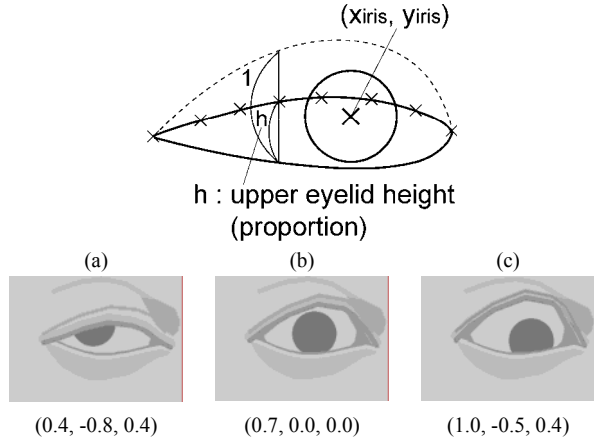 (xiris, yiris)
1
h
h : upper eyelid height
(proportion)
(a) (b) (c)
(0.4, -0.8, 0.4) (0.7, 0.0, 0.0) (1.0, -0.5, 0.4)